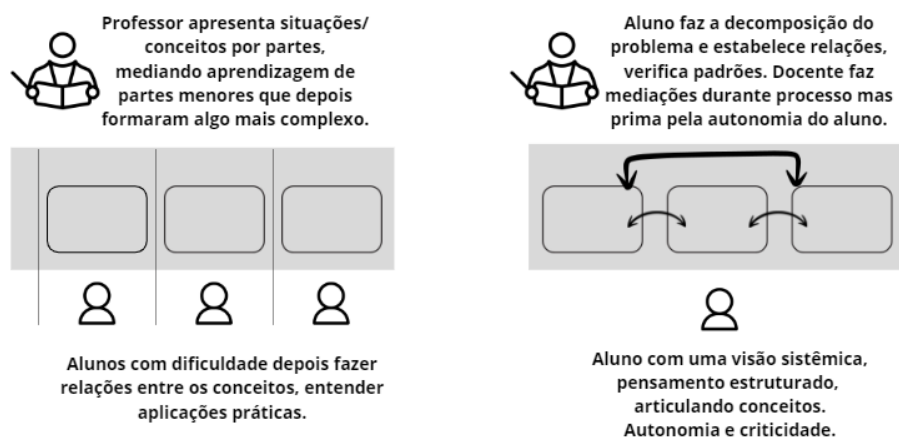 Professor apresenta situações/
conceitos por partes,
mediando aprendizagem de
partes menores que depois
formaram algo mais complexo.
Alunos com dificuldade depois fazer
relações entre os conceitos, entender
aplicações práticas.
Aluno faz a decomposição do
problema e estabelece relações,
verifica padrões. Docente faz
mediações durante processo mas
prima pela autonomia do aluno.
Aluno com uma visão sistêmica,
pensamento estruturado,
articulando conceitos.
Autonomia e criticidade.